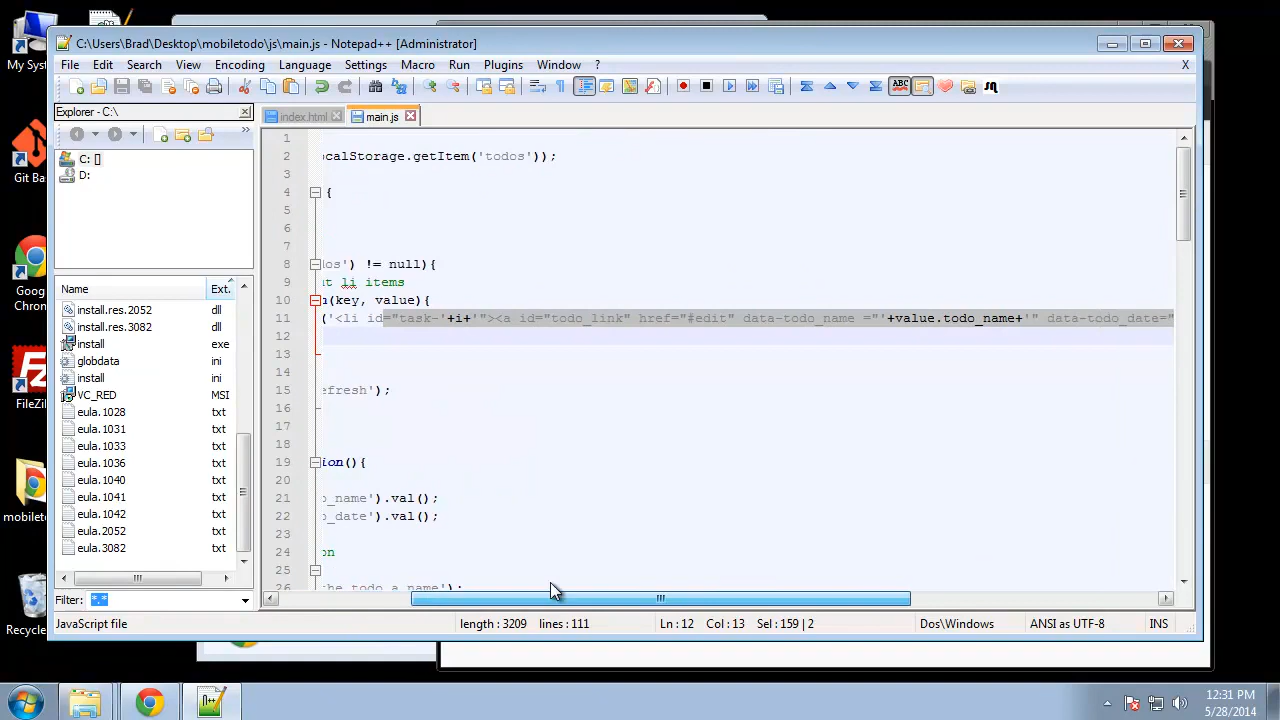 C:\Users\Brad\Desktop\mobiletodo\js\main.js - Notepad++ [Administrator]
File Edit Search View Encoding Language Settings Macro Run Plugins Window ? X
Explorer - C:\
index.html
main.js
C: []
D:
Name Ext.
install.res.2052 dll
install.res.3082 dll
install exe
globdata ini
install ini
VC_RED MSI
eula.1028 txt
eula.1031 txt
eula.1033 txt
eula.1036 txt
eula.1040 txt
eula.1041 txt
eula.1042 txt
eula.2052 txt
eula.3082 txt
Filter: *.*
1
2 ocalStorage.getItem('todos'));
3
4 {
5
6
7
8 dos') != null){
9 ut li items
10 n(key, value){
11 ('<li id="task-'+i+'"><a id="todo_link" href="#edit" data-todo_name ="'+value.todo_name+'" data-todo_date="
12
13
14
15 efresh');
16
17
18
19 ion(){
20
21 o_name').val();
22 o_date').val();
23
24 on
25
26 the todo a name');
JavaScript file length : 3209 lines : 111 Ln : 12 Col : 13 Sel : 159 | 2 Dos\Windows ANSI as UTF-8 INS
My Sys
Git Ba
Goog
Chro
FileZi
mobilet
Recycl
12:31 PM
5/28/2014